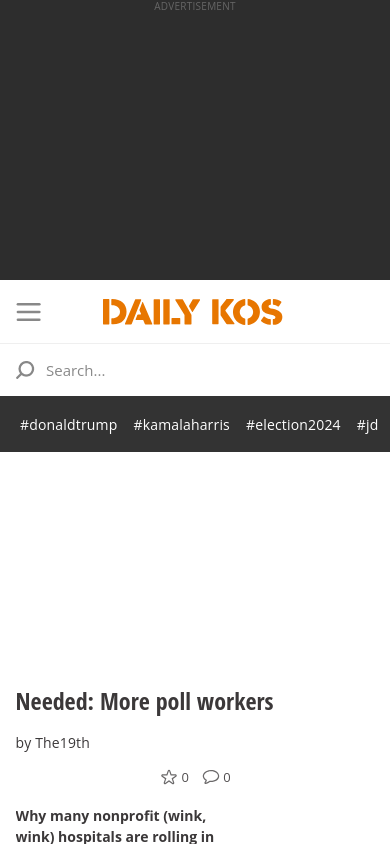 ADVERTISEMENT
DAILY KOS
Search...
#donaldtrump #kamalaharris #election2024 #jd
Needed: More poll workers
by The19th
0 0
Why many nonprofit (wink,
wink) hospitals are rolling in